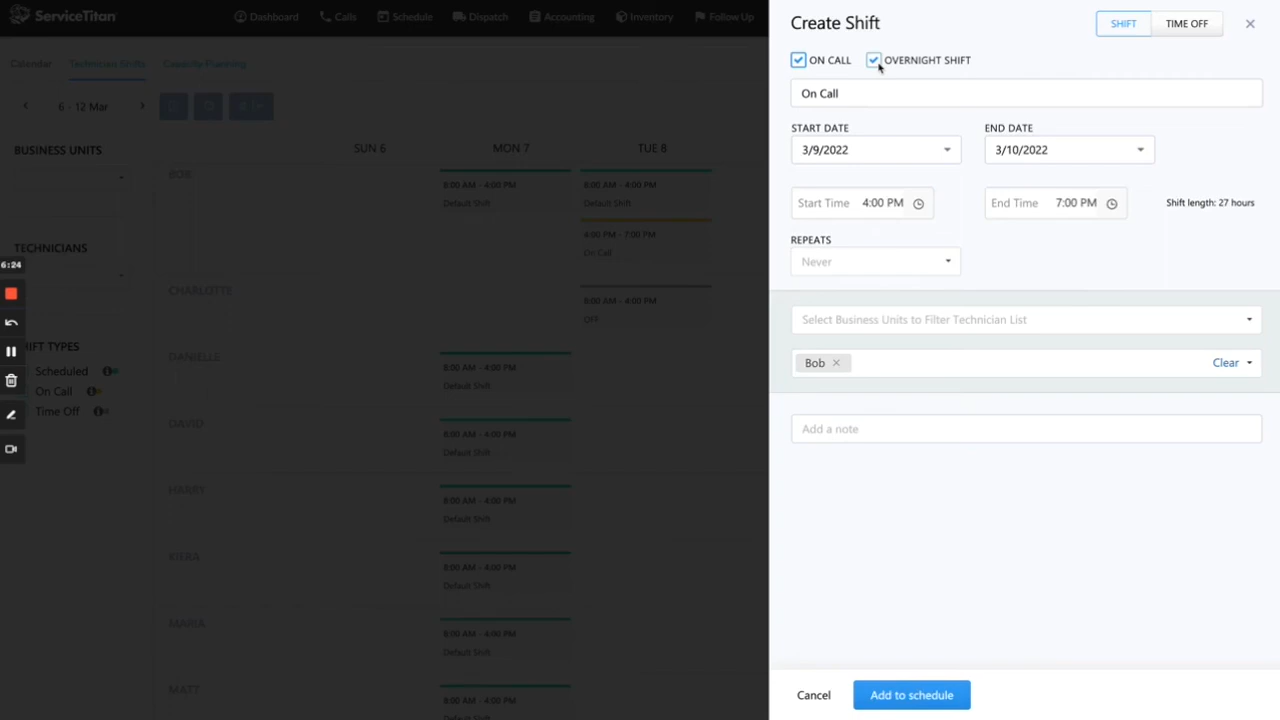 ServiceTitan
Dashboard
Calls
Schedule
Dispatch
Accounting
Inventory
Follow Up
Calendar
Technician Shifts
Capacity Planning
6 - 12 Mar
BUSINESS UNITS
SUN 6
MON 7
TUE 8
BOB
8:00 AM - 4:00 PM
Default Shift
8:00 AM - 4:00 PM
Default Shift
4:00 PM - 7:00 PM
On Call
TECHNICIANS
6:24
CHARLOTTE
8:00 AM - 4:00 PM
OFF
HIFT TYPES
Scheduled
On Call
Time Off
DANIELLE
8:00 AM - 4:00 PM
Default Shift
DAVID
8:00 AM - 4:00 PM
Default Shift
HARRY
8:00 AM - 4:00 PM
Default Shift
KIERA
8:00 AM - 4:00 PM
Default Shift
MARIA
8:00 AM - 4:00 PM
Default Shift
MATT
8:00 AM - 4:00 PM
Default Shift
Create Shift
SHIFT
TIME OFF
ON CALL
OVERNIGHT SHIFT
On Call
START DATE
END DATE
3/9/2022
3/10/2022
Start Time 4:00 PM
End Time 7:00 PM
Shift length: 27 hours
REPEATS
Never
Select Business Units to Filter Technician List
Bob
Clear
Add a note
Cancel
Add to schedule